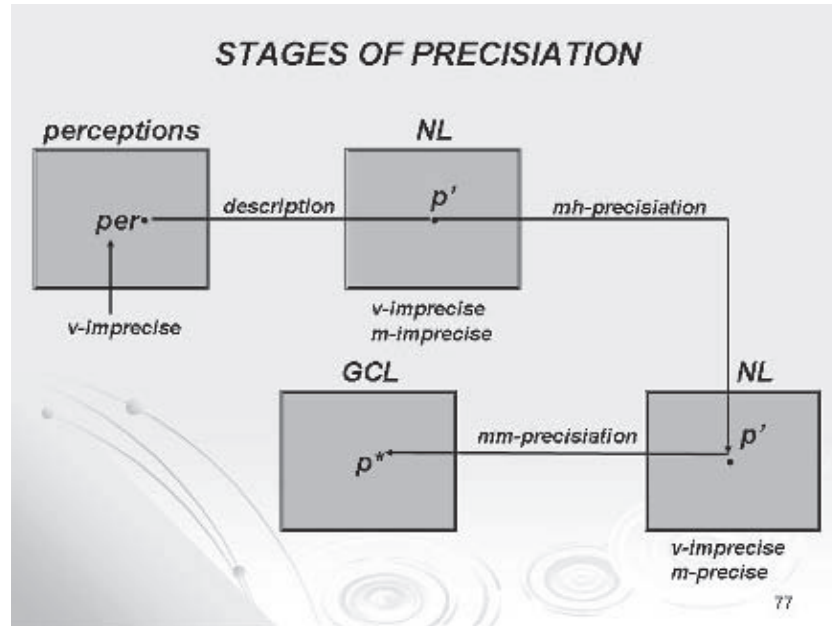 STAGES OF PRECISIATION
perceptions
NL
per
description
p'
mh-precisiation
v-imprecise
v-imprecise
m-imprecise
GCL
NL
p*
mm-precisiation
p'
v-imprecise
m-precise
77